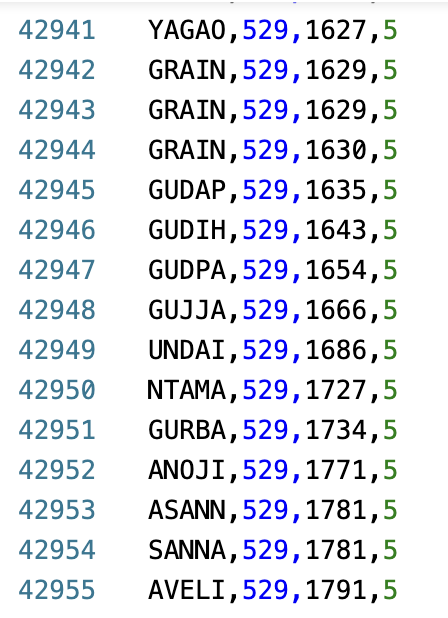 42941 YAGAO,529,1627,5
42942 GRAIN,529,1629,5
42943 GRAIN,529,1629,5
42944 GRAIN,529,1630,5
42945 GUDAP,529,1635,5
42946 GUDIH,529,1643,5
42947 GUDPA,529,1654,5
42948 GUJJA,529,1666,5
42949 UNDAI,529,1686,5
42950 NTAMA,529,1727,5
42951 GURBA,529,1734,5
42952 ANOJI,529,1771,5
42953 ASANN,529,1781,5
42954 SANNA,529,1781,5
42955 AVELI,529,1791,5